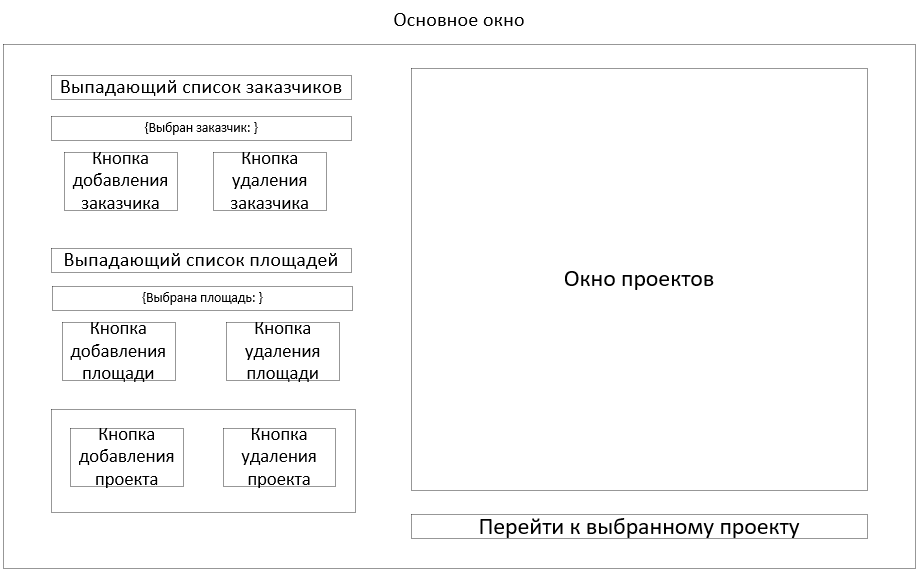 Основное окно
Выпадающий список заказчиков
{Выбран заказчик: }
Кнопка
добавления
заказчика
Кнопка
удаления
заказчика
Выпадающий список площадей
{Выбрана площадь: }
Кнопка
добавления
площади
Кнопка
удаления
площади
Кнопка
добавления
проекта
Кнопка
удаления
проекта
Окно проектов
Перейти к выбранному проекту